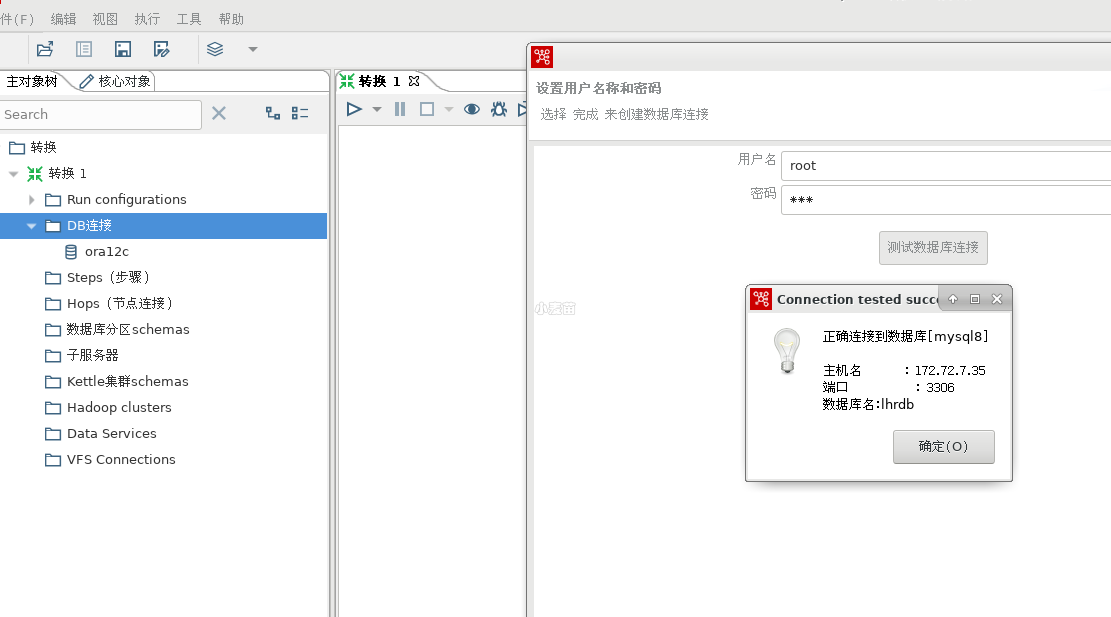 件(F) 编辑 视图 执行 工具 帮助
主对象树 核心对象
转换 1
Search
转换
转换 1
Run configurations
DB连接
ora12c
Steps（步骤）
Hops（节点连接）
数据库分区schemas
子服务器
Kettle集群schemas
Hadoop clusters
Data Services
VFS Connections
设置用户名称和密码
选择 完成 来创建数据库连接
用户名 root
密码 ***
测试数据库连接
Connection tested succ
正确连接到数据库[mysql8]
主机名 : 172.72.7.35
端口 : 3306
数据库名:lhrdb
确定(O)